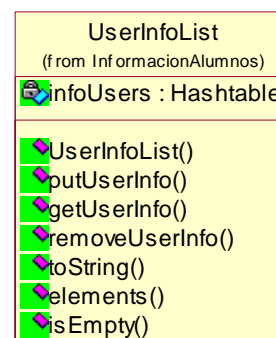 UserInfoList
(from InformacionAlumnos)
infoUsers : Hashtable
UserInfoList()
putUserInfo()
getUserInfo()
removeUserInfo()
toString()
elements()
isEmpty()